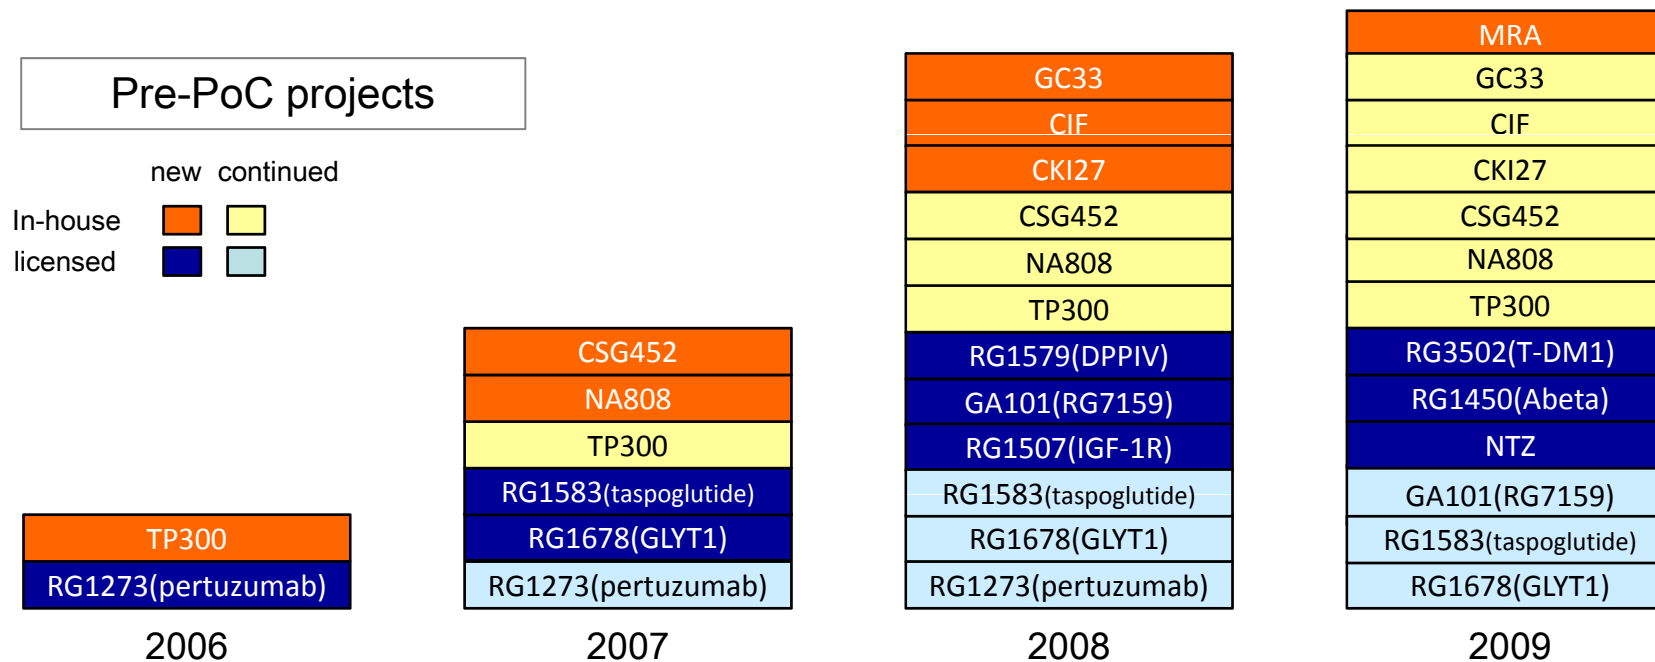 Pre-PoC projects
new continued
In-house
licensed
TP300
RG1273(pertuzumab)
2006
CSG452
NA808
TP300
RG1583(taspoglutide)
RG1678(GLYT1)
RG1273(pertuzumab)
2007
GC33
CIF
CKI27
CSG452
NA808
TP300
RG1579(DPPIV)
GA101(RG7159)
RG1507(IGF-1R)
RG1583(taspoglutide)
RG1678(GLYT1)
RG1273(pertuzumab)
2008
MRA
GC33
CIF
CKI27
CSG452
NA808
TP300
RG3502(T-DM1)
RG1450(Abeta)
NTZ
GA101(RG7159)
RG1583(taspoglutide)
RG1678(GLYT1)
2009